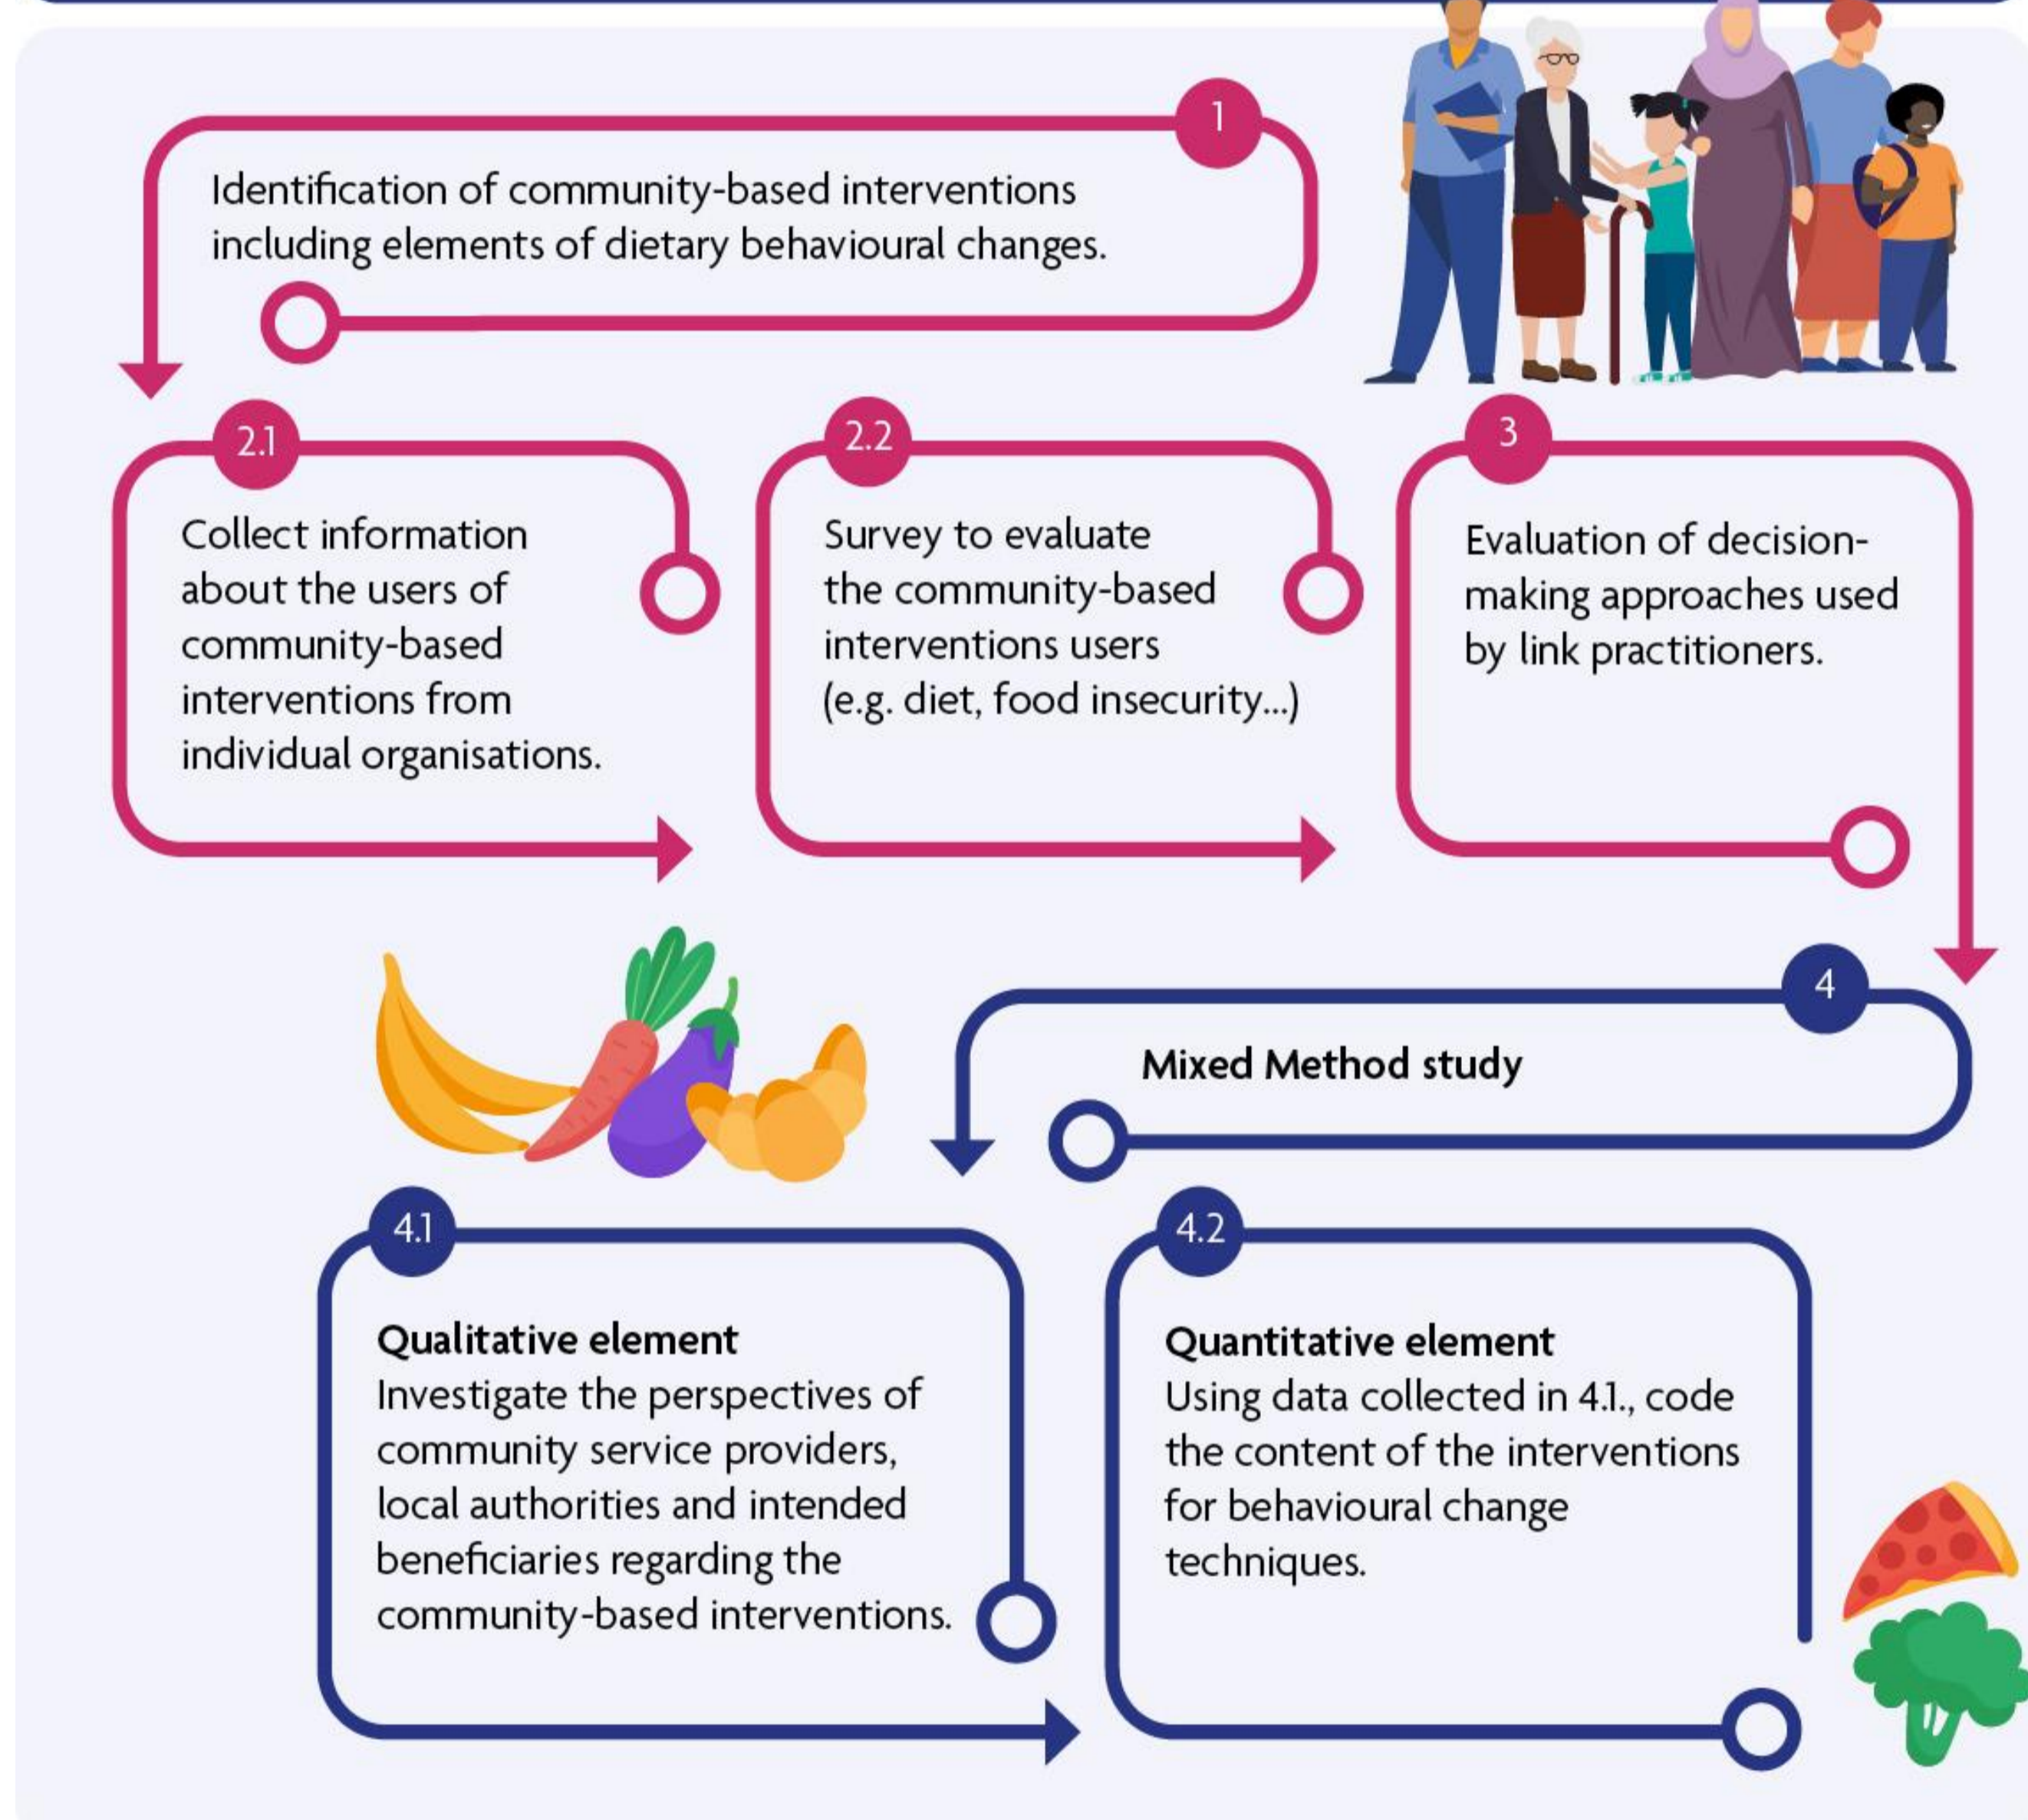 1
Identification of community-based interventions
including elements of dietary behavioural changes.
2.1
Collect information
about the users of
community-based
interventions from
individual organisations.
2.2
Survey to evaluate
the community-based
interventions users
(e.g. diet, food insecurity...)
3
Evaluation of decision-
making approaches used
by link practitioners.
4
Mixed Method study
4.1
Qualitative element
Investigate the perspectives of
community service providers,
local authorities and intended
beneficiaries regarding the
community-based interventions.
4.2
Quantitative element
Using data collected in 4.1., code
the content of the interventions
for behavioural change
techniques.